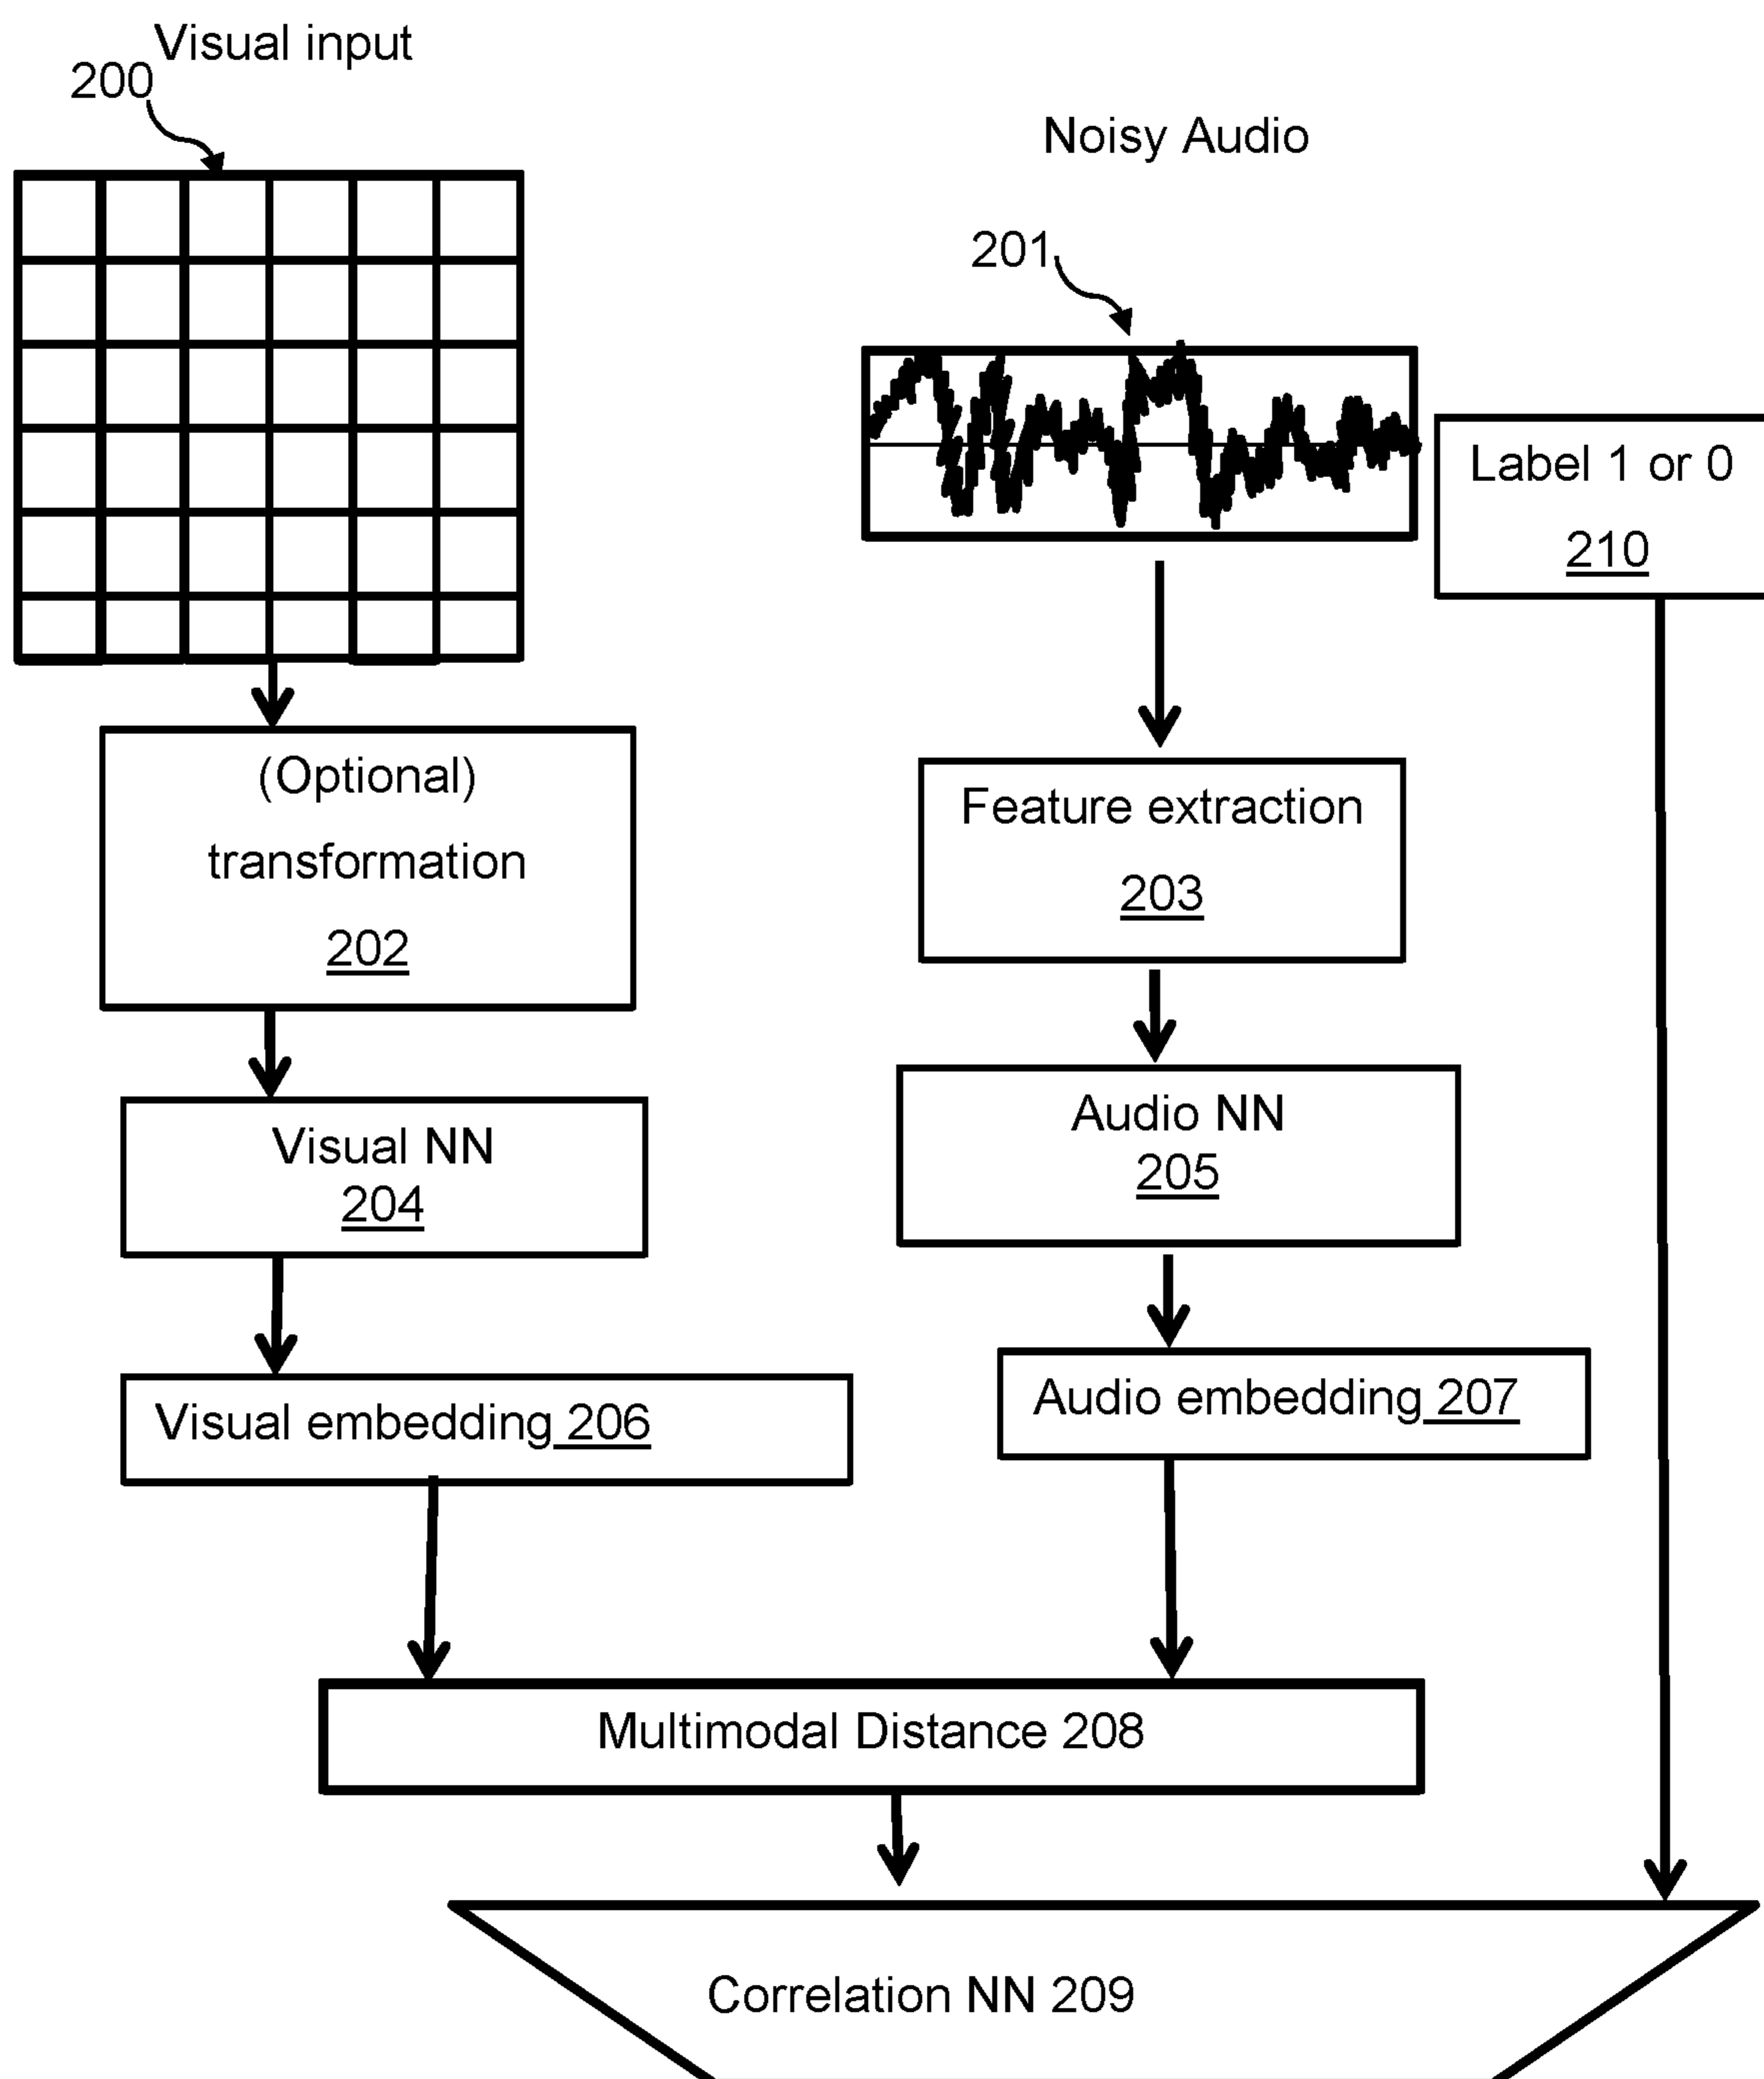 Visual input
200
Noisy Audio
201
Label 1 or 0
210
(Optional)
transformation
202
Feature extraction
203
Visual NN
204
Audio NN
205
Visual embedding 206
Audio embedding 207
Multimodal Distance 208
Correlation NN 209